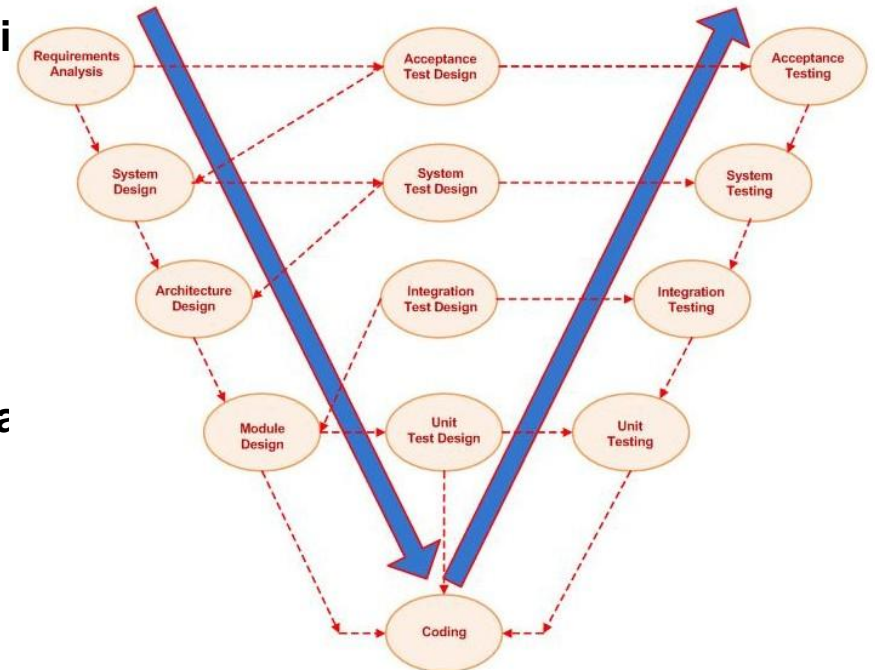 i
Requirements
Analysis
Acceptance
Test Design
Acceptance
Testing
System
Design
System
Test Design
System
Testing
Architecture
Design
Integration
Test Design
Integration
Testing
a
Module
Design
Unit
Test Design
Unit
Testing
Coding